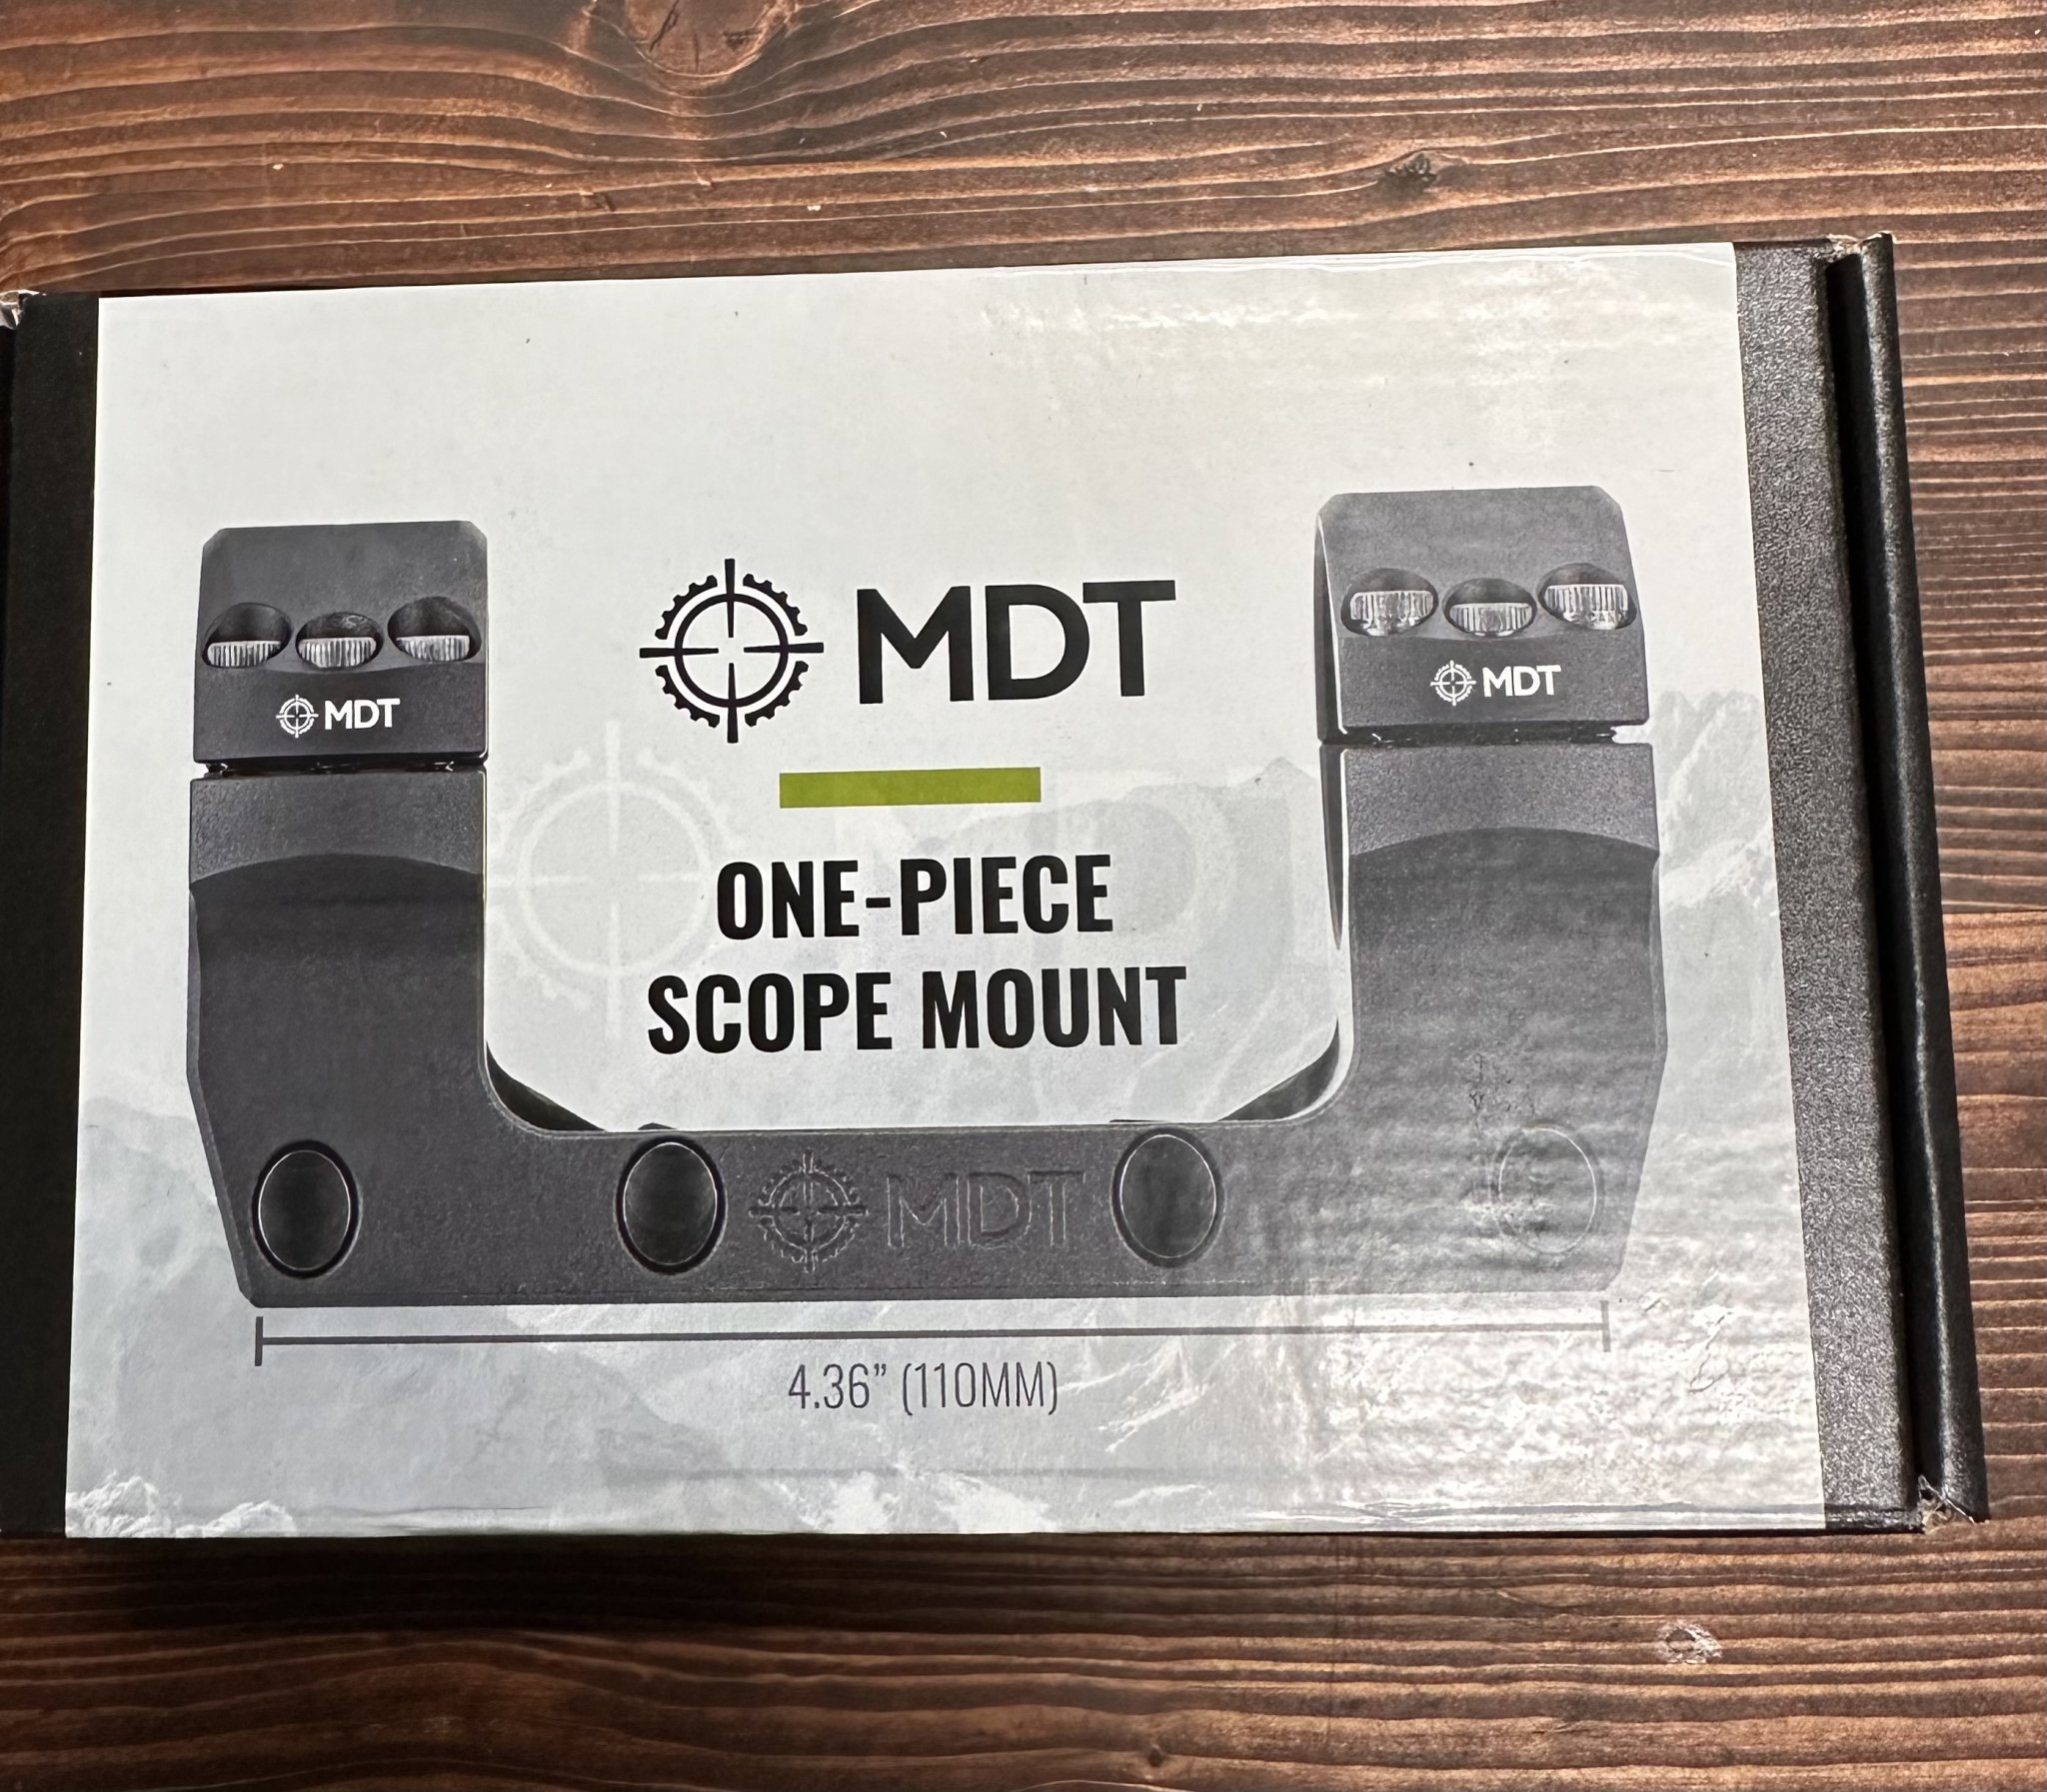 MDT
MDT
MDT
ONE-PIECE
SCOPE MOUNT
MDT
4.36” (110MM)